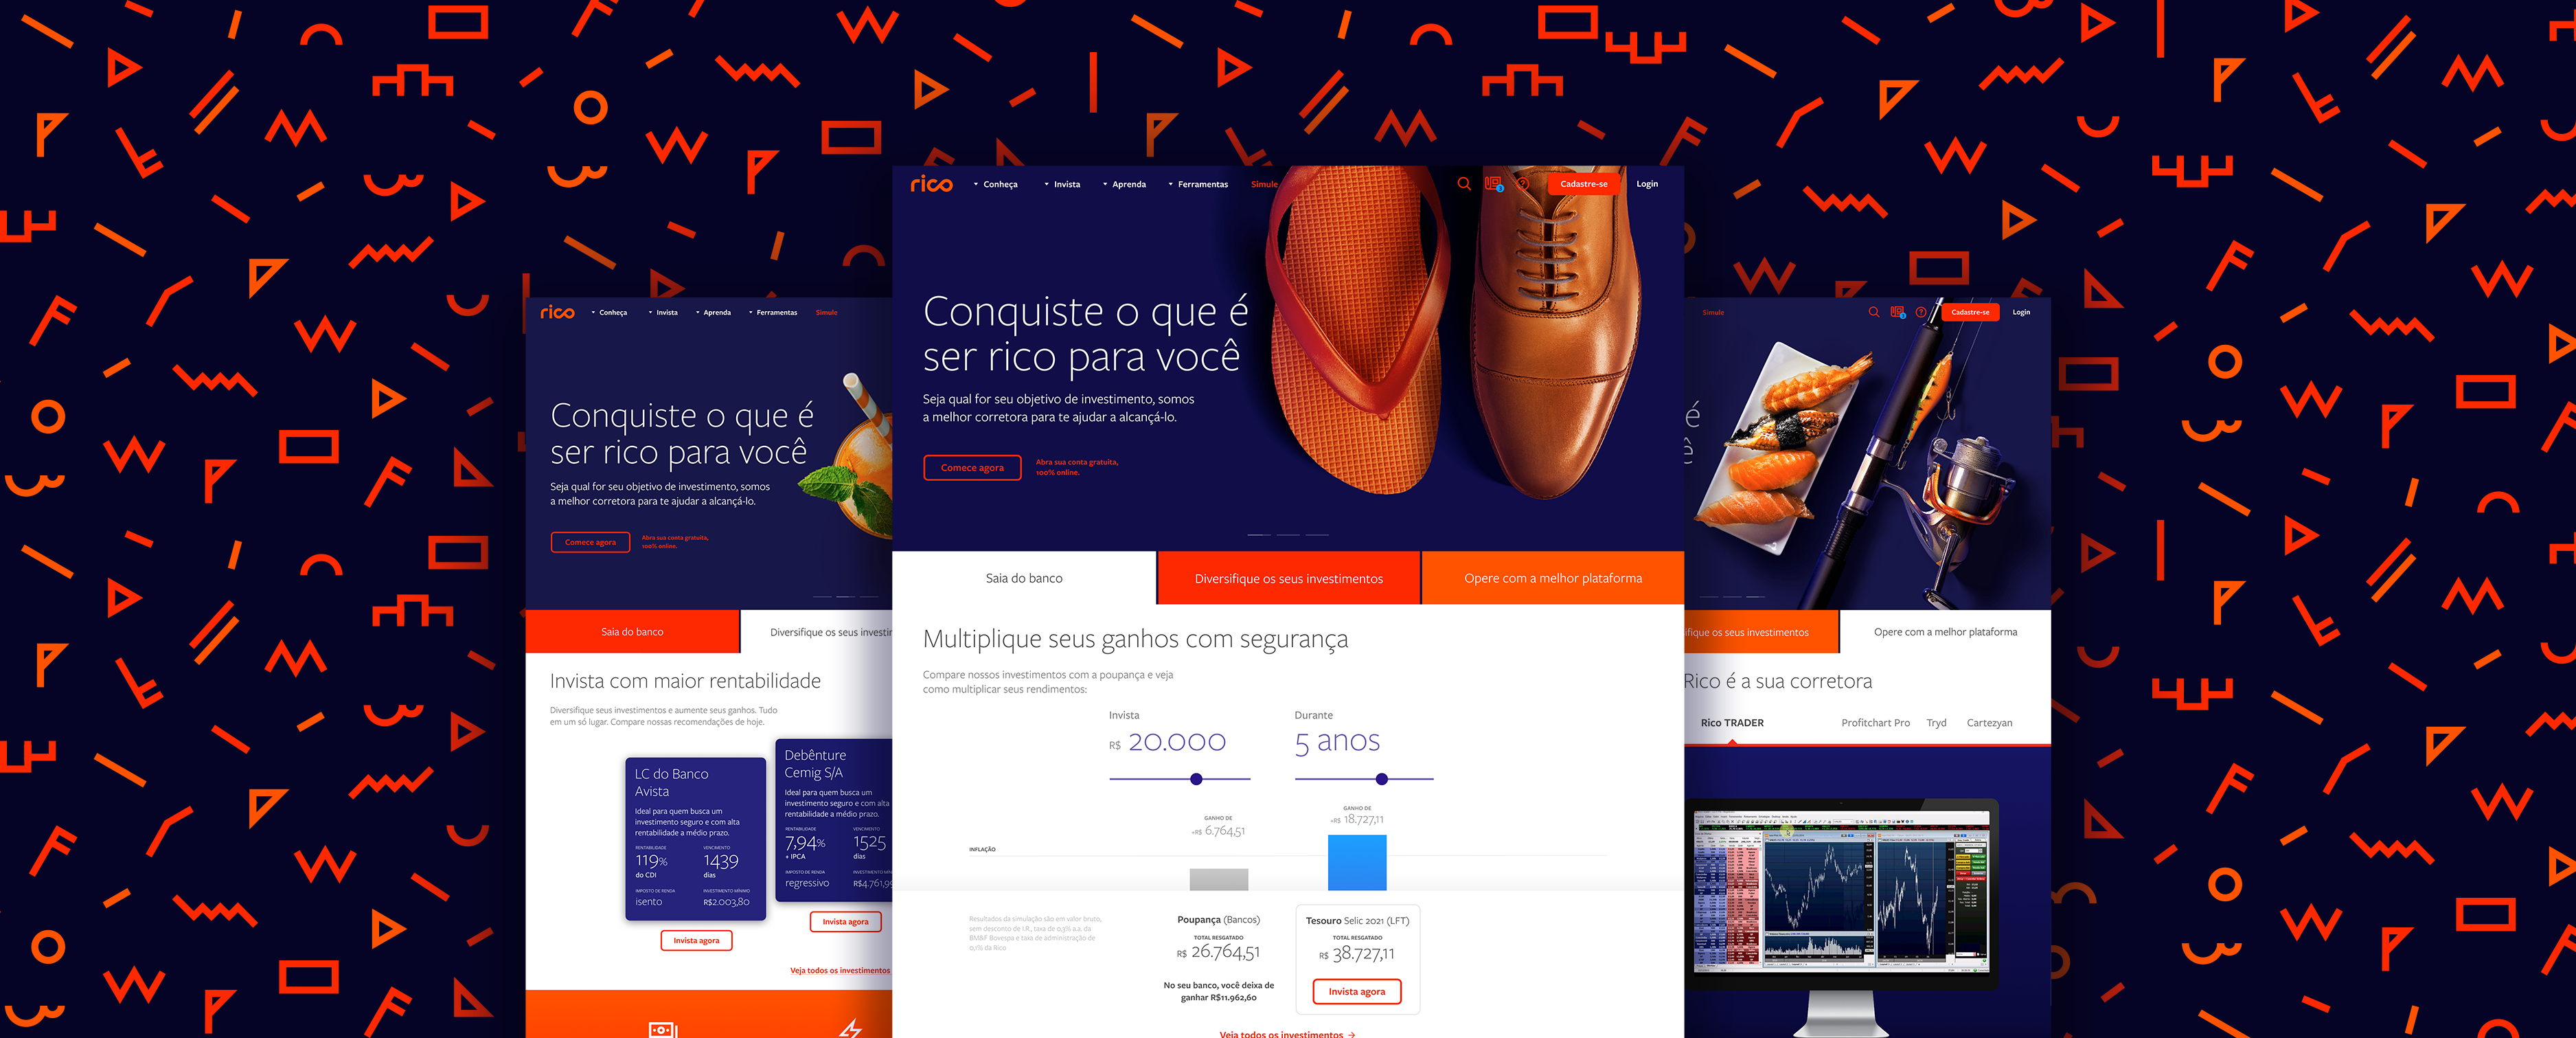 rico
Conheça
Invista
Aprenda
Ferramentas
Simule
Conquiste o que é
ser rico para você
Seja qual for seu objetivo de investimento, somos
a melhor corretora para te ajudar a alcançá-lo.
Comece agora
Abra sua conta gratuita,
100% online.
Saia do banco
Diversifique os seus investi
Invista com maior rentabilidade
Diversifique seus investimentos e aumente seus ganhos. Tudo
em um só lugar. Compare nossas recomendações de hoje.
LC do Banco
Avista
Ideal para quem busca um
investimento seguro e com alta
rentabilidade a médio prazo.
RENTABILIDADE
VENCIMENTO
119%
1439
do CDI
dias
IMPOSTO DE RENDA
INVESTIMENTO MÍNIMO
isento
R$2.003,80
Invista agora
Debênture
Cemig S/A
Ideal para quem busca um
investimento seguro e com alta
rentabilidade a médio prazo.
RENTABILIDADE
VENCIMENTO
7,94%
1525
+ IPCA
dias
IMPOSTO DE RENDA
INVESTIMENTO MÍNI
regressivo
R$4.761,99
Invista agora
Veja todos os investimentos
rico
Conheça
Invista
Aprenda
Ferramentas
Simule
3
?
Cadastre-se
Login
Conquiste o que é
ser rico para você
Seja qual for seu objetivo de investimento, somos
a melhor corretora para te ajudar a alcançá-lo.
Comece agora
Abra sua conta gratuita,
100% online.
Saia do banco
Diversifique os seus investimentos
Opere com a melhor plataforma
Multiplique seus ganhos com segurança
Compare nossos investimentos com a poupança e veja
como multiplicar seus rendimentos:
Invista
Durante
R$ 20.000
5 anos
GANHO DE
+R$ 6.764,51
GANHO DE
+R$ 18.727,11
INFLAÇÃO
Resultados da simulação são em valor bruto,
sem desconto de I.R., taxa de 0,3% a.a. da
BM&F Bovespa e taxa de administração de
0,1% da Rico
Poupança (Bancos)
TOTAL RESGATADO
R$ 26.764,51
No seu banco, você deixa de
ganhar R$11.962,60
Tesouro Selic 2021 (LFT)
TOTAL RESGATADO
R$ 38.727,11
Invista agora
Veja todos os investimentos →
Simule
?
Cadastre-se
Login
é
ê
ifique os seus investimentos
Opere com a melhor plataforma
Rico é a sua corretora
Rico TRADER
Profitchart Pro
Tryd
Cartezyan